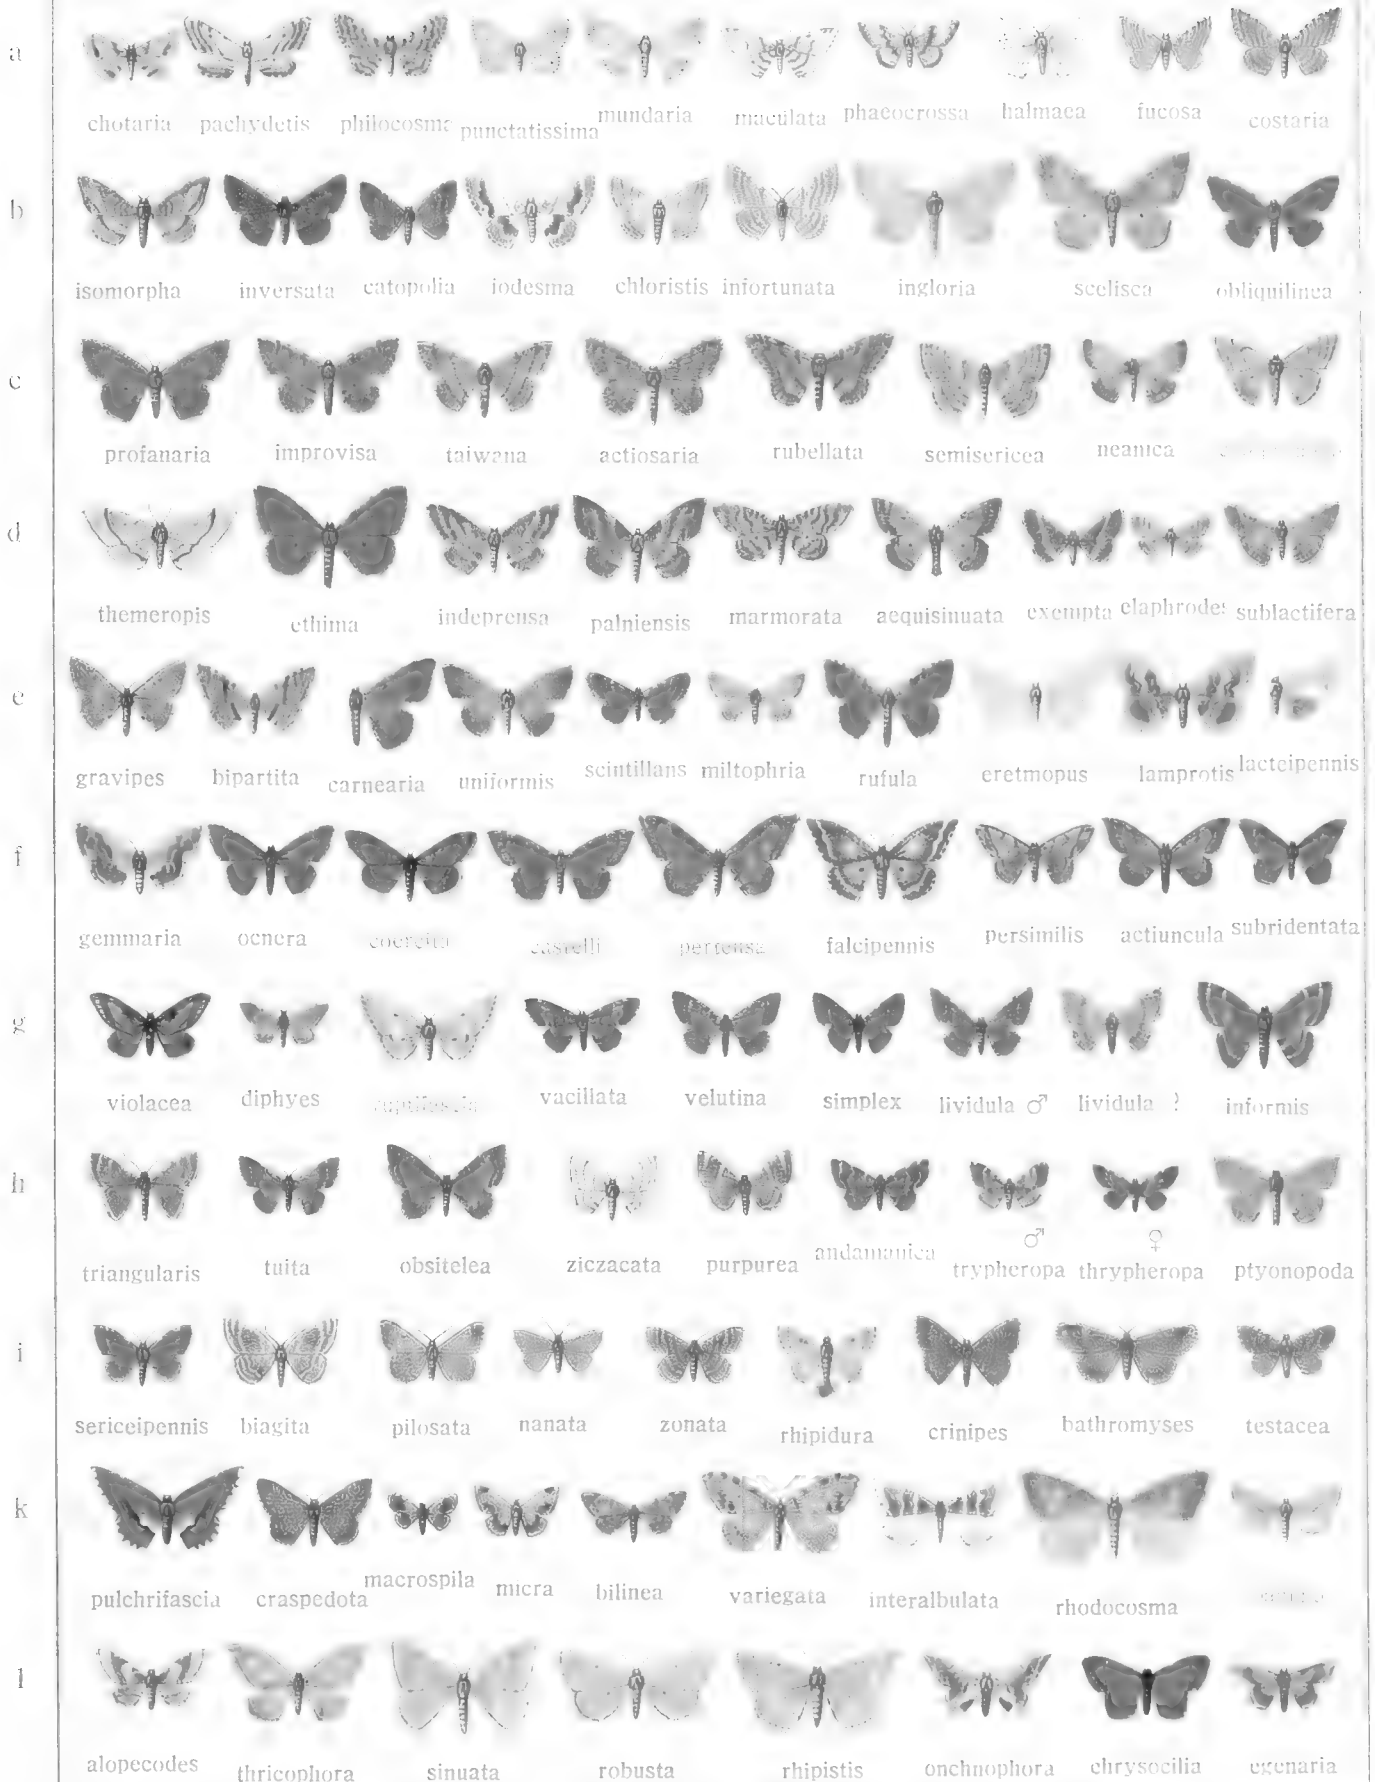 a
chotaria pachydetis philocosma punctatissima mundaria maculata phaeocrossa halmaea fucosa costaria
b
isomorpha inversata catopolia iodesma chloristis infortunata ingloria scelisca obliquilinea
c
profanaria improvisa taiwana actiosaria rubellata semisericea neanica
d
themeropis ethima indeprensa palniensis marmorata aequisinuata exempta elaphrodes sublactifera
e
gravipes bipartita carnearia uniformis scintillans miltophria rufula eretmopus lamprotis lacteipennis
f
gemmaria ocnera coercita castelli pertensa falcipennis persimilis actiuncula subridentata
g
violacea diphyes vacillata velutina simplex lividula ♂ lividula ? informis
h
♂ ♀
triangularis tuita obsitelea ziczacata purpurea andamanica trypheropa thrypheropa ptyonopoda
i
sericeipennis biagita pilosata nanata zonata rhipidura crinipes bathromyses testacea
k
pulchrifascia craspedota macrospila micra bilinea variegata interalbulata rhodocosma
l
alopecodes thricophora sinuata robusta rhipistis onchnophora chrysocilia egenaria